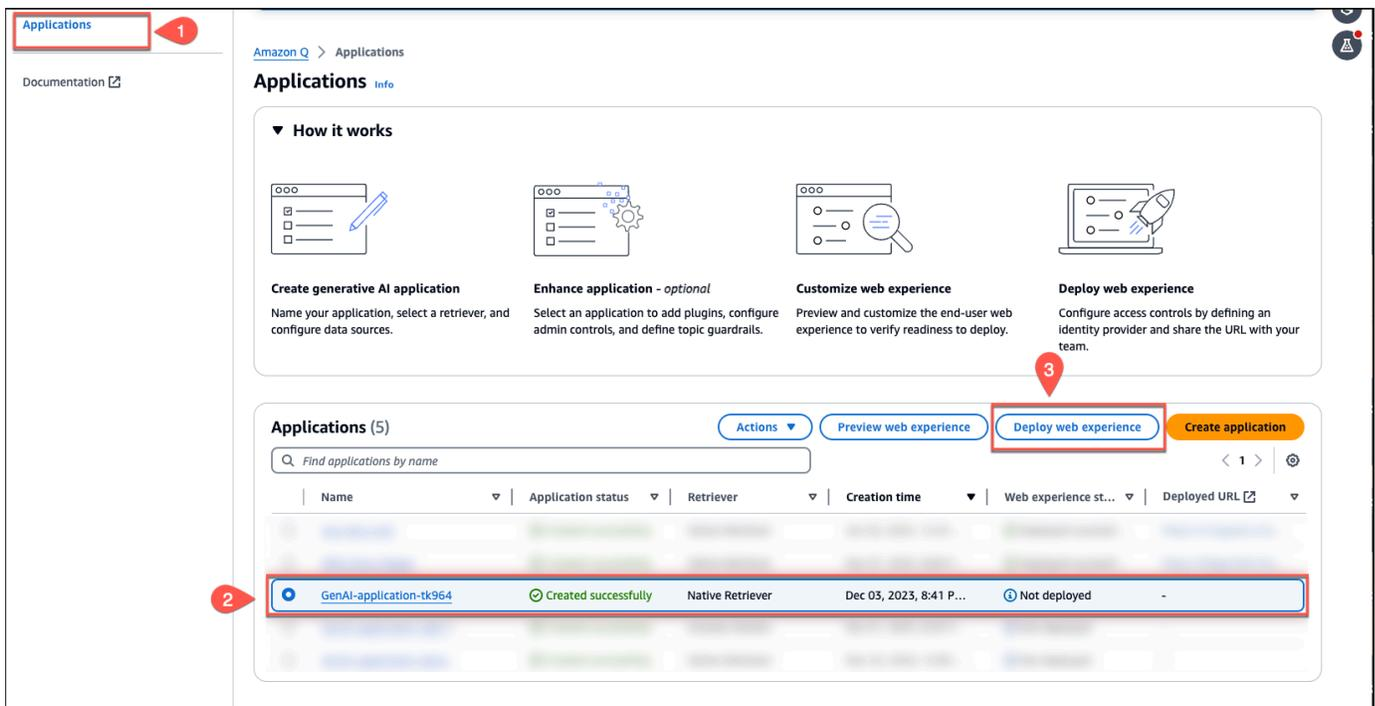 Applications
1
Documentation
Amazon Q > Applications
Applications Info
How it works
Create generative AI application
Name your application, select a retriever, and
configure data sources.
Enhance application - optional
Select an application to add plugins, configure
admin controls, and define topic guardrails.
Customize web experience
Preview and customize the end-user web
experience to verify readiness to deploy.
Deploy web experience
Configure access controls by defining an
identity provider and share the URL with your
team.
3
Applications (5)
Actions
Preview web experience
Deploy web experience
Create application
Find applications by name
< 1 >
Name
Application status
Retriever
Creation time
Web experience st...
Deployed URL
2
GenAI-application-tk964
Created successfully
Native Retriever
Dec 03, 2023, 8:41 P...
Not deployed
-